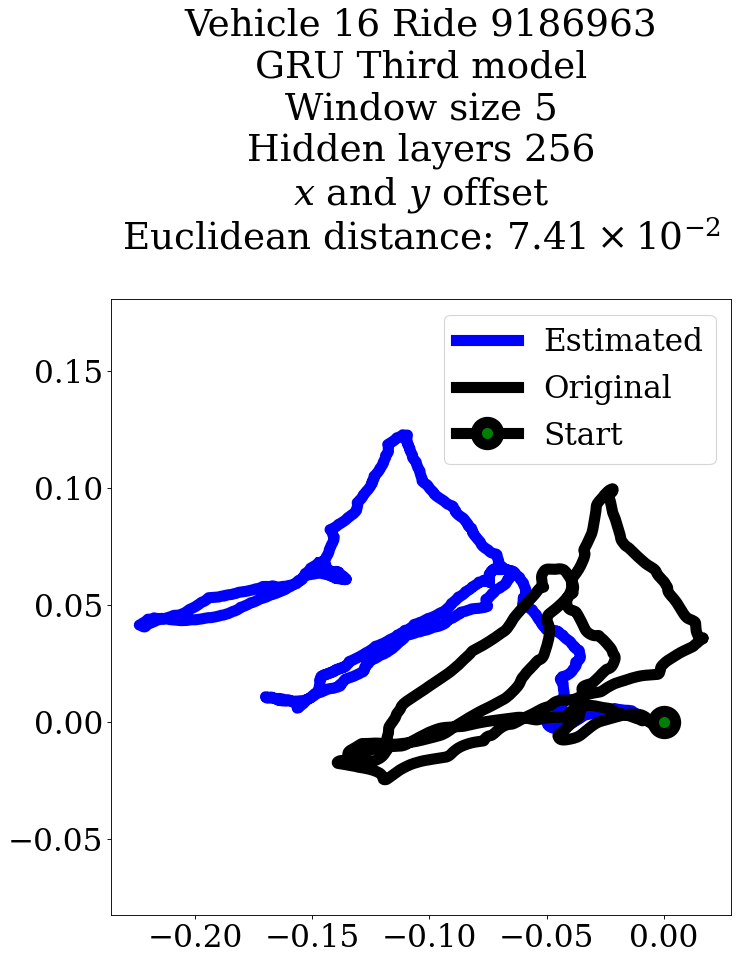 Vehicle 16 Ride 9186963
GRU Third model
Window size 5
Hidden layers 256
x and y offset
Euclidean distance: 7.41 × 10⁻²
Estimated
Original
Start
0.15
0.10
0.05
0.00
−0.05
−0.20 −0.15 −0.10 −0.05 0.00